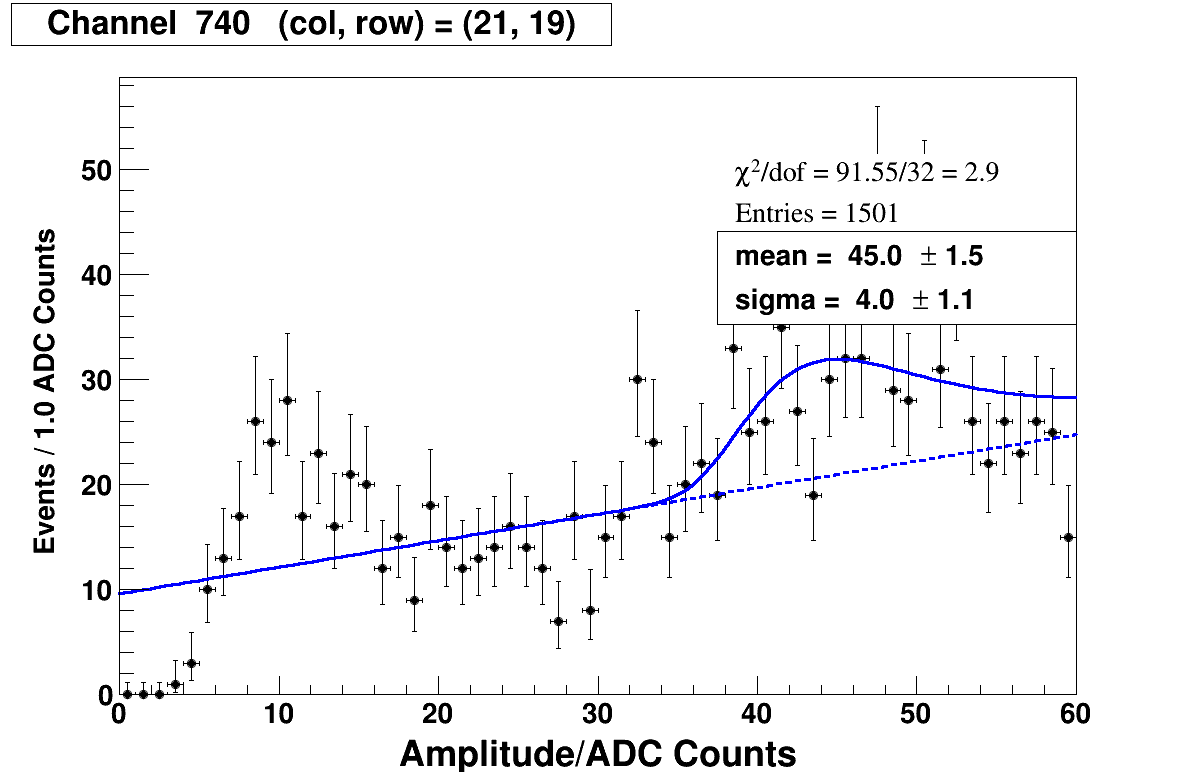 Channel 740 (col, row) = (21, 19)
χ²/dof = 91.55/32 = 2.9
Entries = 1501
mean = 45.0 ± 1.5
sigma = 4.0 ± 1.1
Events / 1.0 ADC Counts
50
40
30
20
10
0
0 10 20 30 40 50 60
Amplitude/ADC Counts